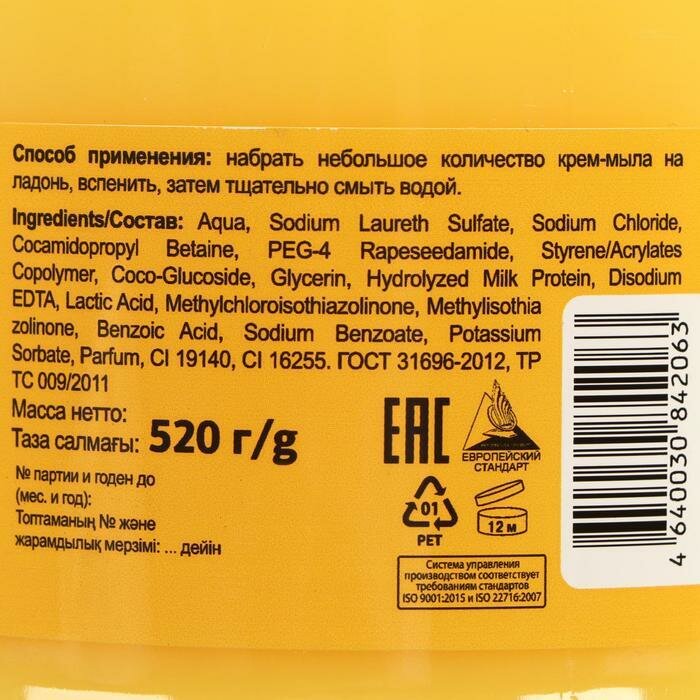 Способ применения: набрать небольшое количество крем-мыла на
ладонь, вспенить, затем тщательно смыть водой.
Ingredients/Состав: Aqua, Sodium Laureth Sulfate, Sodium Chloride,
Cocamidopropyl Betaine, PEG-4 Rapeseedamide, Styrene/Acrylates
Copolymer, Coco-Glucoside, Glycerin, Hydrolyzed Milk Protein, Disodium
EDTA, Lactic Acid, Methylchloroisothiazolinone, Methylisothia
zolinone, Benzoic Acid, Sodium Benzoate, Potassium
Sorbate, Parfum, CI 19140, CI 16255. ГОСТ 31696-2012, ТР
ТС 009/2011
Масса нетто:
Таза салмағы: 520 г/g
№ партии и годен до
(мес. и год):
Топтаманың № және
жарамдылық мерзімі: ... дейін
EAC
ЕВРОПЕЙСКИЙ
СТАНДАРТ
01
PET
12 м
Система управления
производством соответствует
требованиям стандартов
ISO 9001:2015 и ISO 22716:2007
4 640030 842063